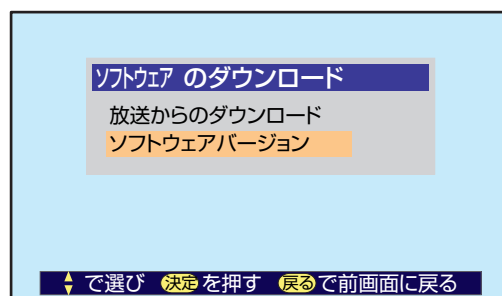 ソフトウェア のダウンロード
放送からのダウンロード
ソフトウェアバージョン
で選び 決定 を押す 戻る で前画面に戻る